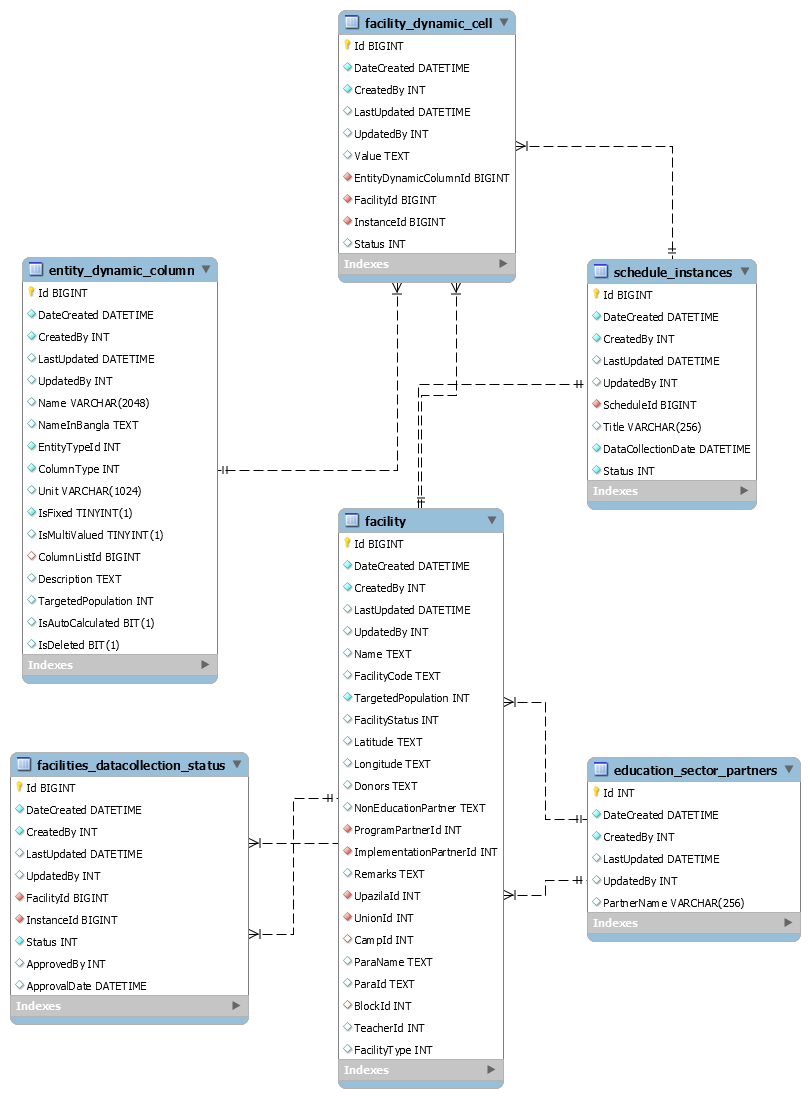 facility_dynamic_cell
Id BIGINT
DateCreated DATETIME
CreatedBy INT
LastUpdated DATETIME
UpdatedBy INT
Value TEXT
EntityDynamicColumnId BIGINT
FacilityId BIGINT
InstanceId BIGINT
Status INT
Indexes
entity_dynamic_column
Id BIGINT
DateCreated DATETIME
CreatedBy INT
LastUpdated DATETIME
UpdatedBy INT
Name VARCHAR(2048)
NameInBangla TEXT
EntityTypeId INT
ColumnType INT
Unit VARCHAR(1024)
IsFixed TINYINT(1)
IsMultiValued TINYINT(1)
ColumnListId BIGINT
Description TEXT
TargetedPopulation INT
IsAutoCalculated BIT(1)
IsDeleted BIT(1)
Indexes
schedule_instances
Id BIGINT
DateCreated DATETIME
CreatedBy INT
LastUpdated DATETIME
UpdatedBy INT
ScheduleId BIGINT
Title VARCHAR(256)
DataCollectionDate DATETIME
Status INT
Indexes
facility
Id BIGINT
DateCreated DATETIME
CreatedBy INT
LastUpdated DATETIME
UpdatedBy INT
Name TEXT
FacilityCode TEXT
TargetedPopulation INT
FacilityStatus INT
Latitude TEXT
Longitude TEXT
Donors TEXT
NonEducationPartner TEXT
ProgramPartnerId INT
ImplementationPartnerId INT
Remarks TEXT
UpazilaId INT
UnionId INT
CampId INT
ParaName TEXT
ParaId TEXT
BlockId INT
TeacherId INT
FacilityType INT
Indexes
facilities_datacollection_status
Id BIGINT
DateCreated DATETIME
CreatedBy INT
LastUpdated DATETIME
UpdatedBy INT
FacilityId BIGINT
InstanceId BIGINT
Status INT
ApprovedBy INT
ApprovalDate DATETIME
Indexes
education_sector_partners
Id INT
DateCreated DATETIME
CreatedBy INT
LastUpdated DATETIME
UpdatedBy INT
PartnerName VARCHAR(256)
Indexes